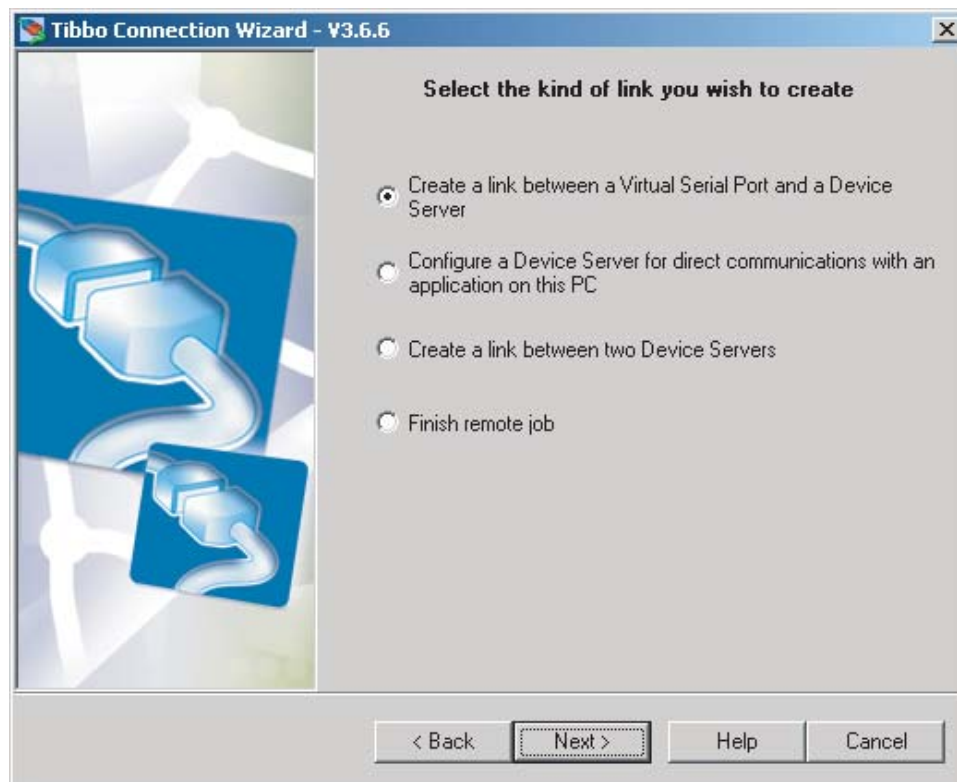 Tibbo Connection Wizard - V3.6.6
Select the kind of link you wish to create
Create a link between a Virtual Serial Port and a Device
Server
Configure a Device Server for direct communications with an
application on this PC
Create a link between two Device Servers
Finish remote job
< Back
Next >
Help
Cancel